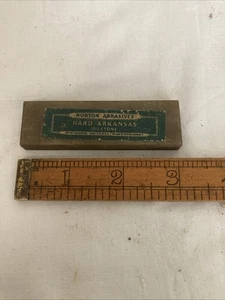 NORTON ABRASIVES
HARD ARKANSAS
OILSTONE
1 2 3